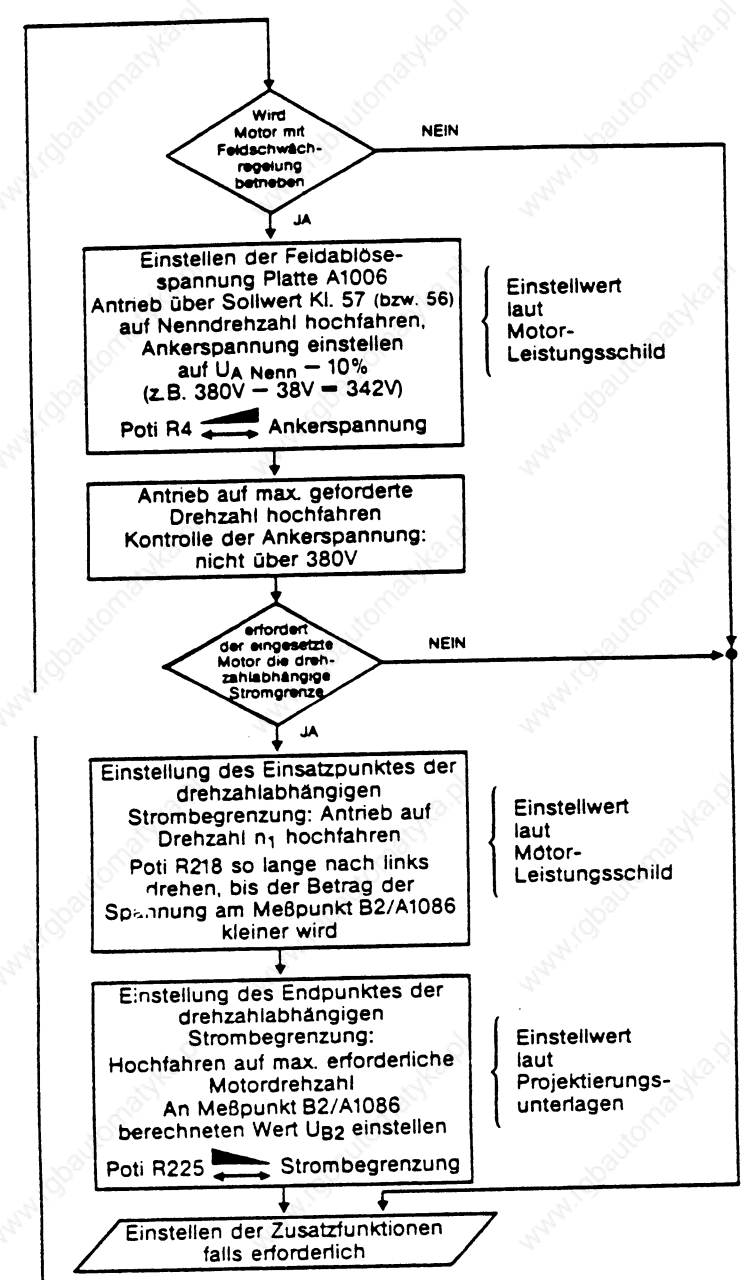 Wird
Motor mit
Feldschwäch-
regelung
betrieben
NEIN
JA
Einstellen der Feldablöse-
spannung Platte A1006
Antrieb über Sollwert Kl. 57 (bzw. 56)
auf Nenndrehzahl hochfahren,
Ankerspannung einstellen
auf UA Nenn – 10%
(z.B. 380V – 38V = 342V)
Poti R4 Ankerspannung
Einstellwert
laut
Motor-
Leistungsschild
Antrieb auf max. geforderte
Drehzahl hochfahren
Kontrolle der Ankerspannung:
nicht über 380V
erfordert
der eingesetzte
Motor die dreh-
zahlabhängige
Stromgrenze
NEIN
JA
Einstellung des Einsatzpunktes der
drehzahlabhängigen
Strombegrenzung: Antrieb auf
Drehzahl n1 hochfahren
Poti R218 so lange nach links
drehen, bis der Betrag der
Spannung am Meßpunkt B2/A1086
kleiner wird
Einstellwert
laut
Motor-
Leistungsschild
Einstellung des Endpunktes der
drehzahlabhängigen
Strombegrenzung:
Hochfahren auf max. erforderliche
Motordrehzahl
An Meßpunkt B2/A1086
berechneten Wert UB2 einstellen
Poti R225 Strombegrenzung
Einstellwert
laut
Projektierungs-
unterlagen
Einstellen der Zusatzfunktionen
falls erforderlich
www.rgbautomatyka.pl